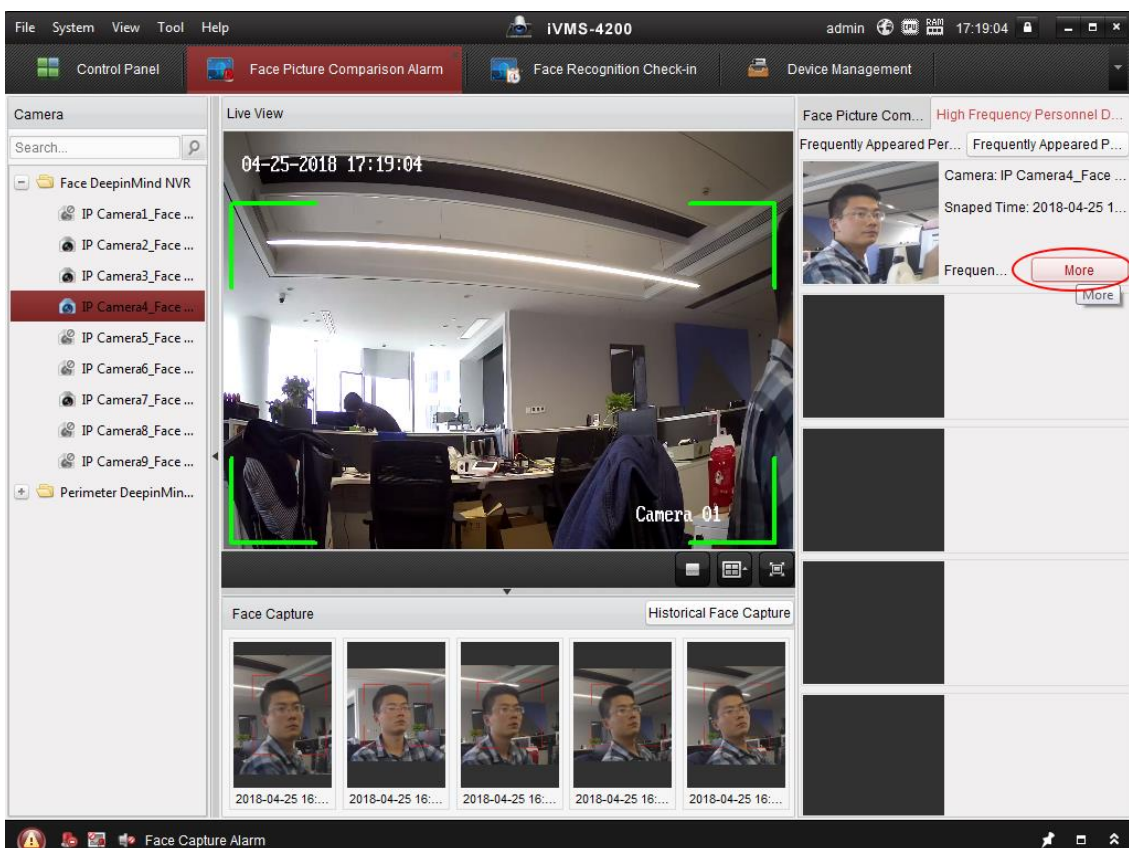 File System View Tool Help
iVMS-4200
admin
CPU
RAM
17:19:04
Control Panel
Face Picture Comparison Alarm
Face Recognition Check-in
Device Management
Camera
Search...
Face DeepinMind NVR
IP Camera1_Face ...
IP Camera2_Face ...
IP Camera3_Face ...
IP Camera4_Face ...
IP Camera5_Face ...
IP Camera6_Face ...
IP Camera7_Face ...
IP Camera8_Face ...
IP Camera9_Face ...
Perimeter DeepinMin...
Live View
04-25-2018 17:19:04
Camera 01
Face Capture
Historical Face Capture
2018-04-25 16:...
2018-04-25 16:...
2018-04-25 16:...
2018-04-25 16:...
2018-04-25 16:...
Face Picture Com...
High Frequency Personnel D...
Frequently Appeared Per...
Frequently Appeared P...
Camera: IP Camera4_Face ...
Snaped Time: 2018-04-25 1...
Frequen...
More
More
Face Capture Alarm